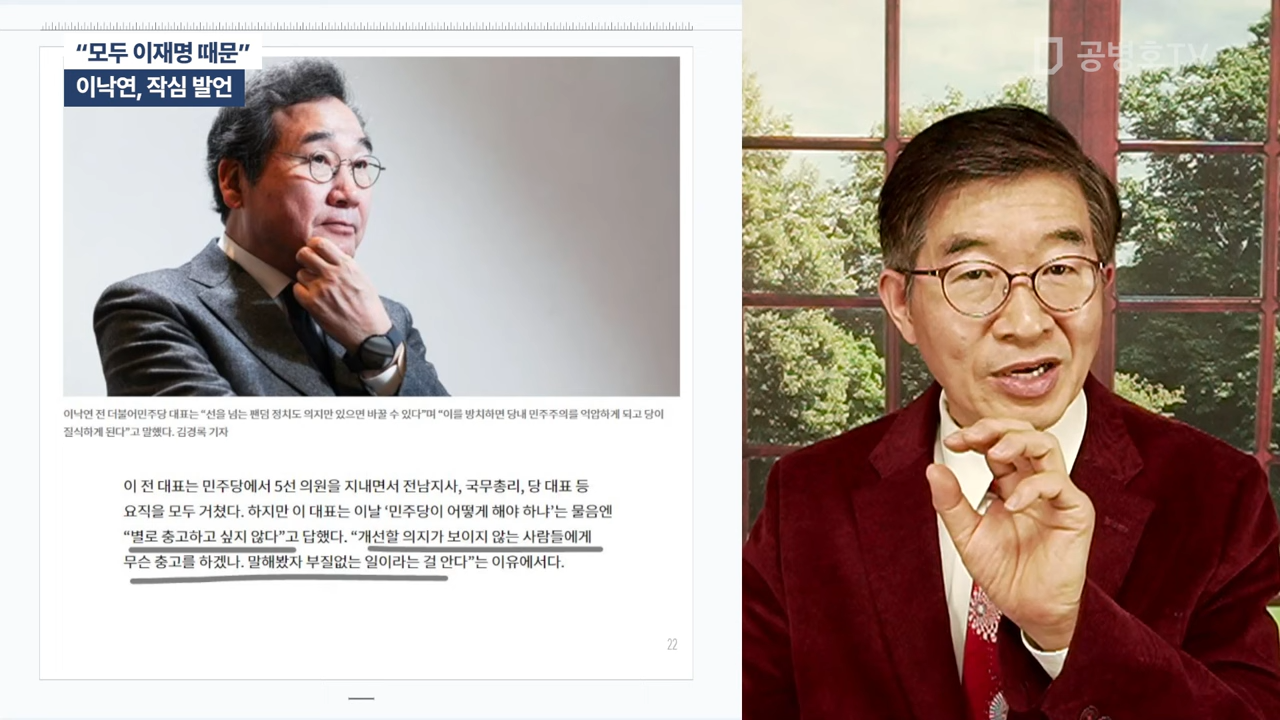 “모두 이재명 때문”
이낙연, 작심 발언
공병호TV
이낙연 전 더불어민주당 대표는 “선을 넘는 팬덤 정치도 의지만 있으면 바꿀 수 있다”며 “이를 방치하면 당내 민주주의를 억압하게 되고 당이
질식하게 된다”고 말했다. 김경록 기자
이 전 대표는 민주당에서 5선 의원을 지내면서 전남지사, 국무총리, 당 대표 등
요직을 모두 거쳤다. 하지만 이 대표는 이날 ‘민주당이 어떻게 해야 하나’는 물음엔
“별로 충고하고 싶지 않다”고 답했다. “개선할 의지가 보이지 않는 사람들에게
무슨 충고를 하겠나. 말해봤자 부질없는 일이라는 걸 안다”는 이유에서다.
22